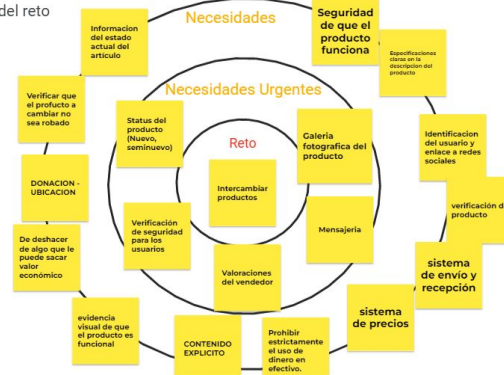 del reto
Necesidades
Informacion
del estado
actual del
artículo
Seguridad
de que el
producto
funciona
Especificaciones
claras en la
descripcion del
producto
Verificar que
el profucto a
cambiar no
sea robado
Necesidades Urgentes
Status del
producto
(Nuevo,
seminuevo)
Reto
Galeria
fotografica del
producto
Identificacion
del usuario y
enlace a redes
sociales
DONACION -
UBICACION
Intercambiar
productos
verificación d
producto
De deshacer
de algo que le
puede sacar
valor
económico
Verificación
de seguridad
para los
usuarios
Mensajeria
Valoraciones
del vendedor
sistema
de envío y
recepción
evidencia
visual de que
el producto es
funcional
CONTENIDO
EXPLICITO
Prohibir
estrictamente
el uso de
dinero en
efectivo.
sistema
de precios